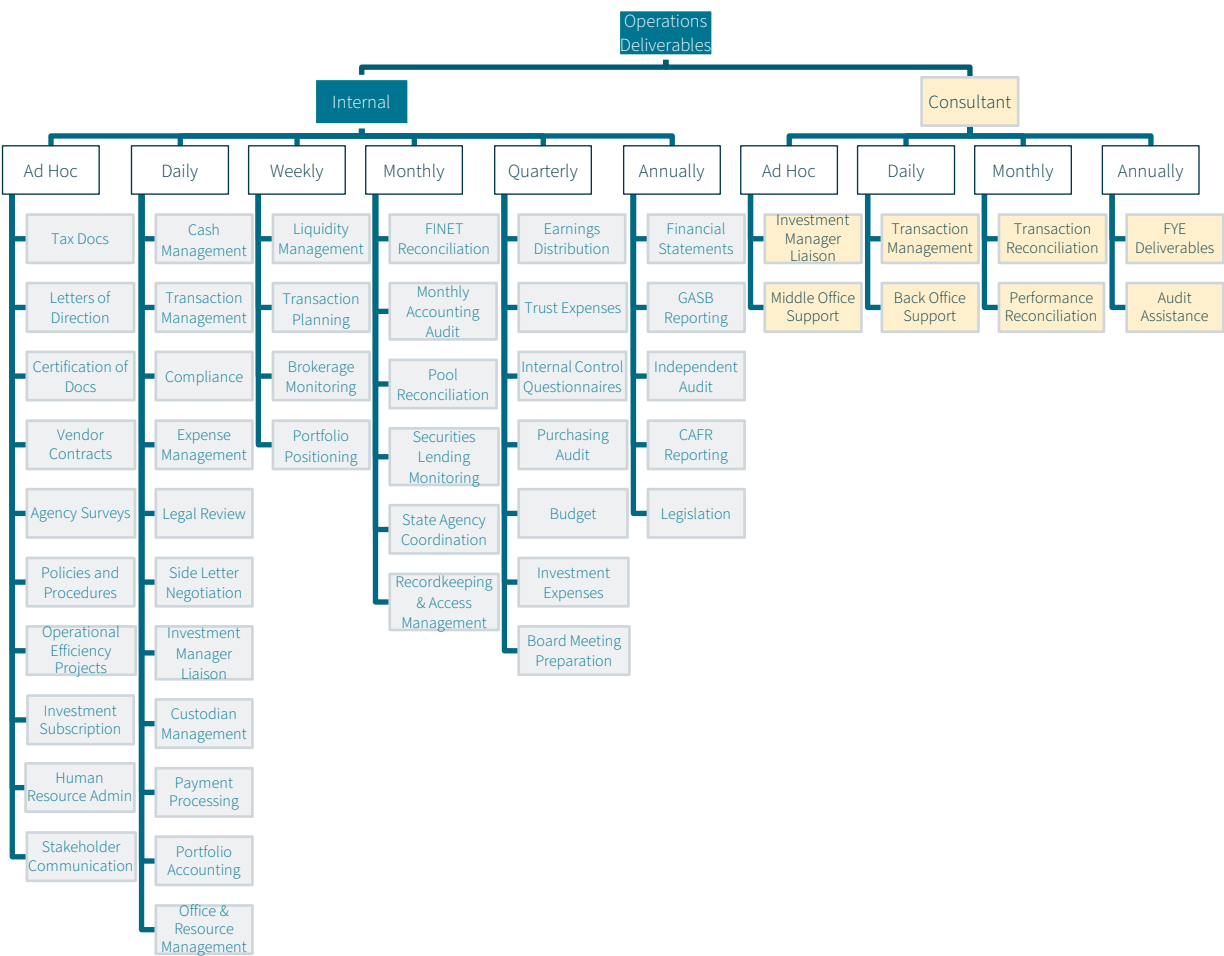 Operations
Deliverables
Internal
Consultant
Ad Hoc
Daily
Weekly
Monthly
Quarterly
Annually
Ad Hoc
Daily
Monthly
Annually
Tax Docs
Letters of
Direction
Certification of
Docs
Vendor
Contracts
Agency Surveys
Policies and
Procedures
Operational
Efficiency
Projects
Investment
Subscription
Human
Resource Admin
Stakeholder
Communication
Cash
Management
Transaction
Management
Compliance
Expense
Management
Legal Review
Side Letter
Negotiation
Investment
Manager
Liaison
Custodian
Management
Payment
Processing
Portfolio
Accounting
Office &
Resource
Management
Liquidity
Management
Transaction
Planning
Brokerage
Monitoring
Portfolio
Positioning
FINET
Reconciliation
Monthly
Accounting
Audit
Pool
Reconciliation
Securities
Lending
Monitoring
State Agency
Coordination
Recordkeeping
& Access
Management
Earnings
Distribution
Trust Expenses
Internal Control
Questionnaires
Purchasing
Audit
Budget
Investment
Expenses
Board Meeting
Preparation
Financial
Statements
GASB
Reporting
Independent
Audit
CAFR
Reporting
Legislation
Investment
Manager
Liaison
Middle Office
Support
Transaction
Management
Back Office
Support
Transaction
Reconciliation
Performance
Reconciliation
FYE
Deliverables
Audit
Assistance